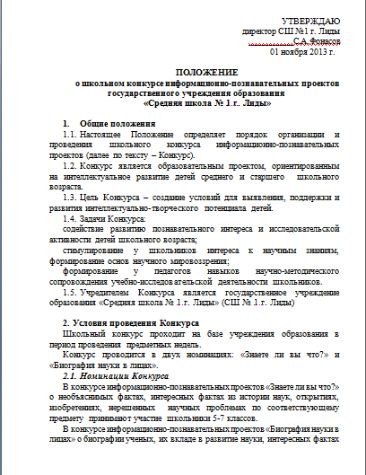 УТВЕРЖДАЮ
директор СШ №1 г. Лиды
С.А.Фонасов
01 ноября 2013 г.
ПОЛОЖЕНИЕ
о школьном конкурсе информационно-познавательных проектов
государственного учреждения образования
«Средняя школа № 1 г. Лиды»
1. Общие положения
1.1. Настоящее Положение определяет порядок организации и
проведения школьного конкурса информационно-познавательных
проектов (далее по тексту – Конкурс).
1.2. Конкурс является образовательным проектом, ориентированным
на интеллектуальное развитие детей среднего и старшего школьного
возраста.
1.3. Цель Конкурса – создание условий для выявления, поддержки и
развития интеллектуально-творческого потенциала детей.
1.4. Задачи Конкурса:
содействие развитию познавательного интереса и исследовательской
активности детей школьного возраста;
стимулирование у школьников интереса к научным знаниям,
формирование основ научного мировоззрения;
формирование у педагогов навыков научно-методического
сопровождения учебно-исследовательской деятельности школьников.
1.5. Учредителем Конкурса является государственное учреждение
образования «Средняя школа № 1 г. Лиды» (СШ № 1 г. Лиды)
2. Условия проведения Конкурса
Школьный конкурс проходит на базе учреждения образования в
период проведения предметных недель.
Конкурс проводится в двух номинациях: «Знаете ли вы что?» и
«Биография науки в лицах».
2.1. Номинации Конкурса
В конкурсе информационно-познавательных проектов «Знаете ли вы что?»
о необъяснимых фактах, интересных фактах из истории наук, открытиях,
изобретениях, нерешенных научных проблемах по соответствующему
предмету принимают участие школьники 5-7 классов.
В конкурсе информационно-познавательных проектов «Биография науки в
лицах» о биографии ученых, их вкладе в развитие науки, интересных фактах